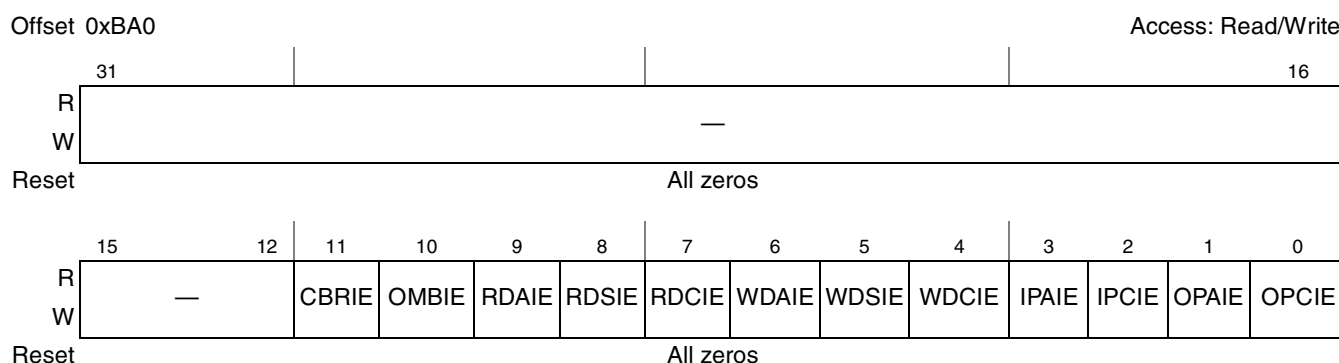 Offset 0xBA0 Access: Read/Write
31 16
R
—
W
Reset All zeros
15 12 11 10 9 8 7 6 5 4 3 2 1 0
R
— CBRIE OMBIE RDAIE RDSIE RDCIE WDAIE WDSIE WDCIE IPAIE IPCIE OPAIE OPCIE
W
Reset All zeros